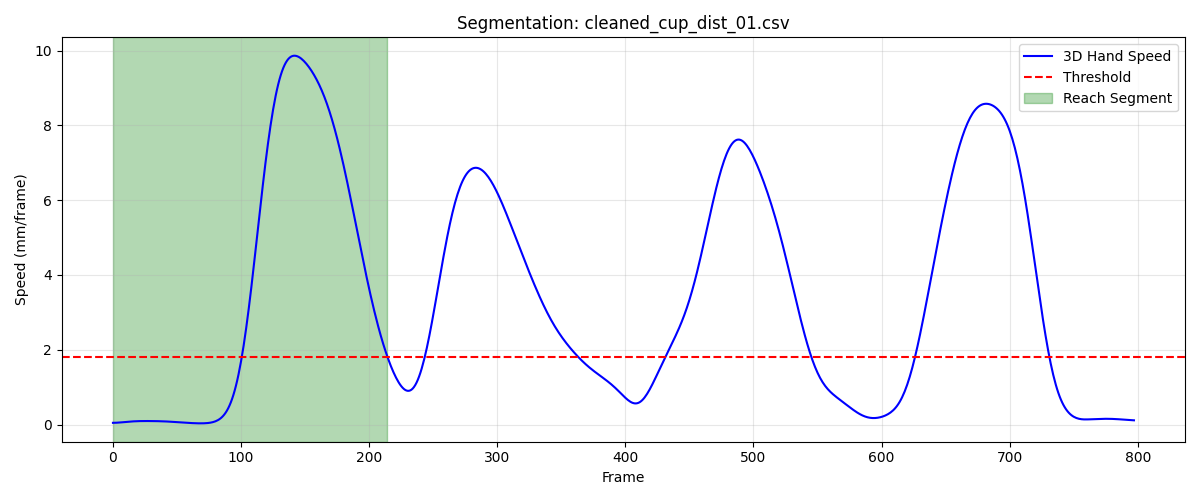 Segmentation: cleaned_cup_dist_01.csv
Speed (mm/frame)
10
8
6
4
2
0
3D Hand Speed
Threshold
Reach Segment
0 100 200 300 400 500 600 700 800
Frame